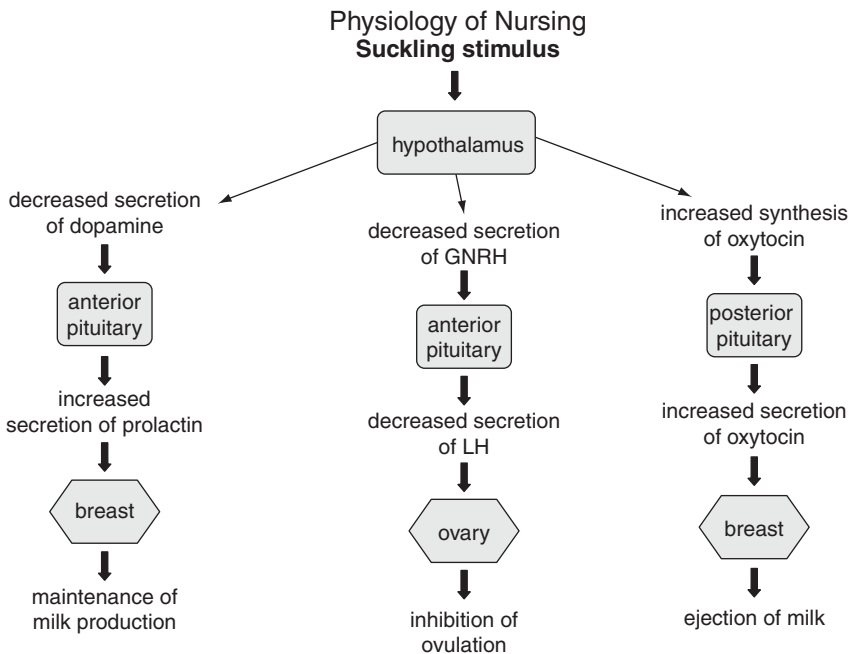 Physiology of Nursing
Suckling stimulus
hypothalamus
decreased secretion
of dopamine
anterior
pituitary
increased
secretion of prolactin
breast
maintenance of
milk production
decreased secretion
of GNRH
anterior
pituitary
decreased secretion
of LH
ovary
inhibition of
ovulation
increased synthesis
of oxytocin
posterior
pituitary
increased secretion
of oxytocin
breast
ejection of milk